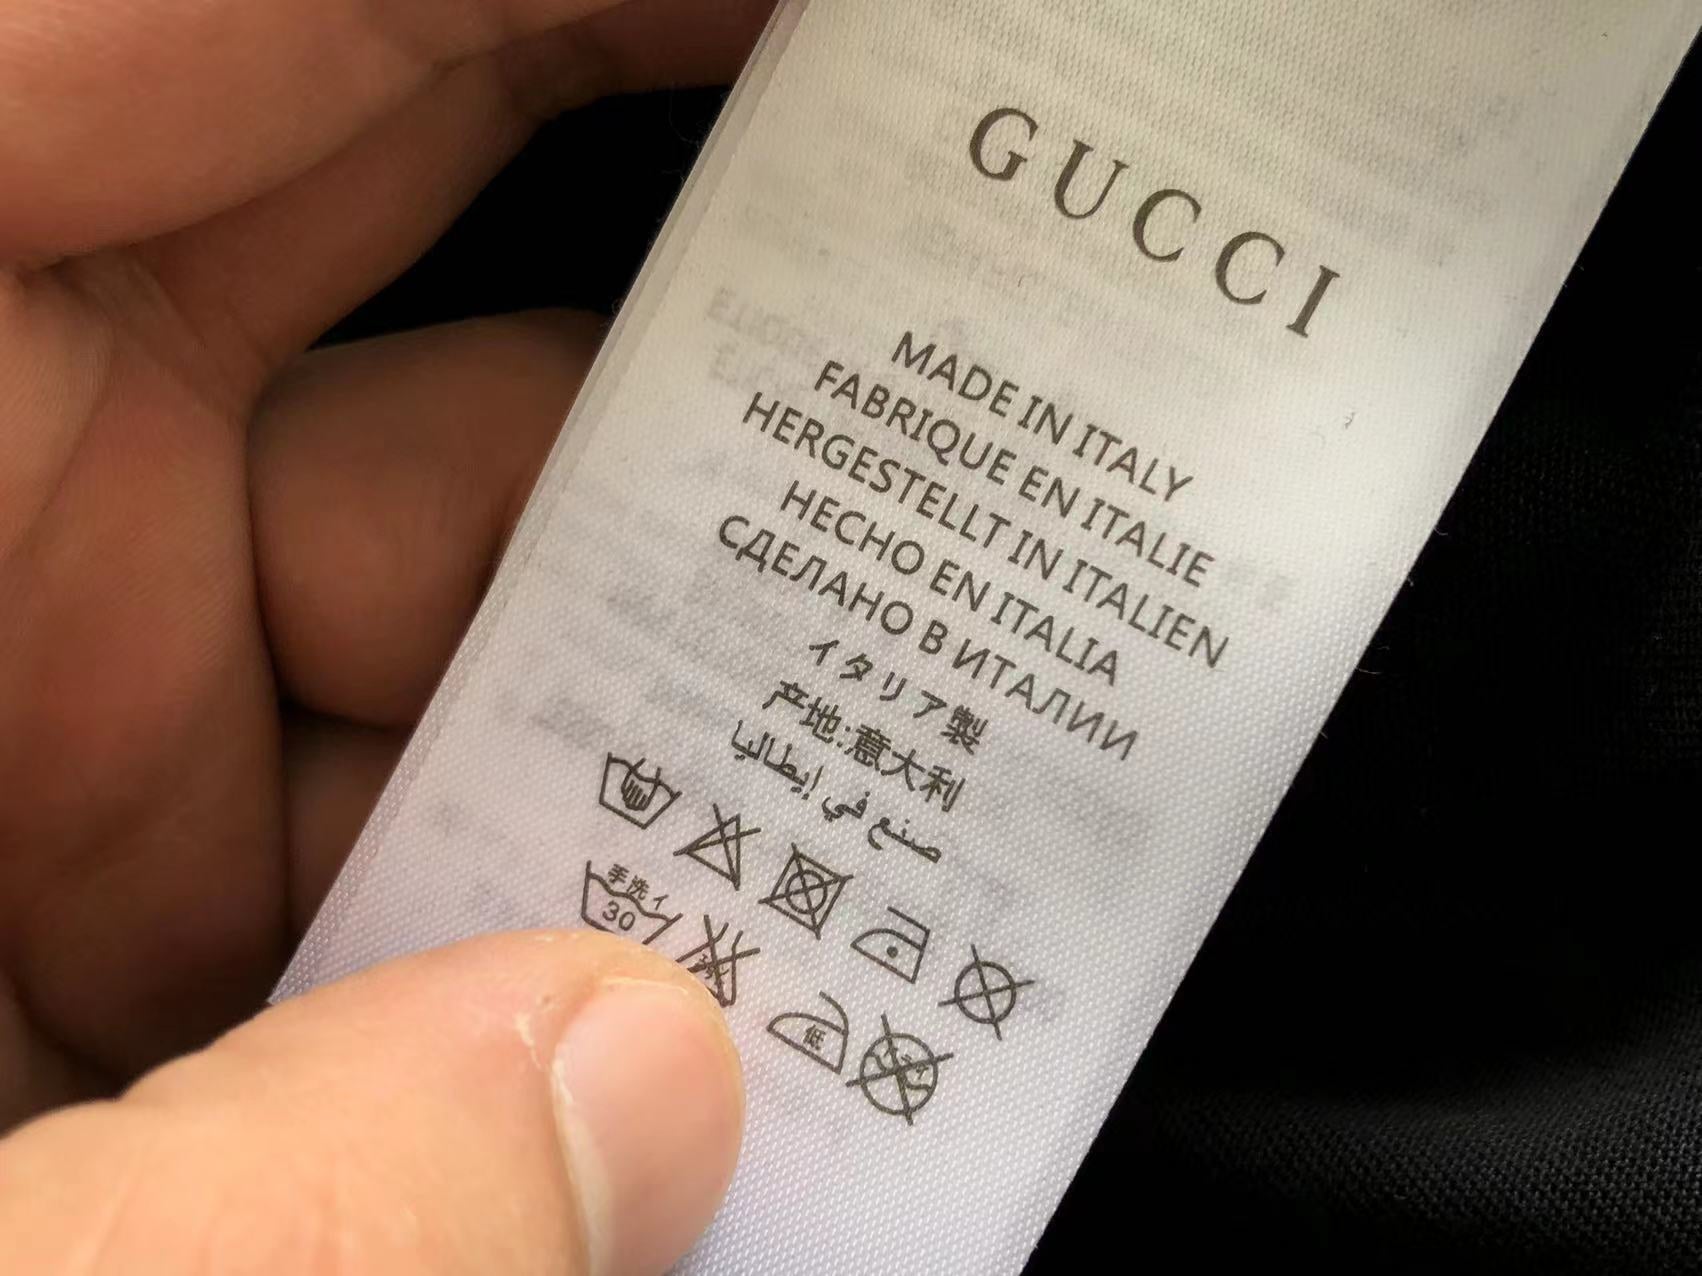 GUCCI
MADE IN ITALY
FABRIQUE EN ITALIE
HERGESTELLT IN ITALIEN
HECHO EN ITALIA
СДЕЛАНО В ИТАЛИИ
イタリア製
产地:意大利
صنع في إيطاليا
手洗イ
30
低